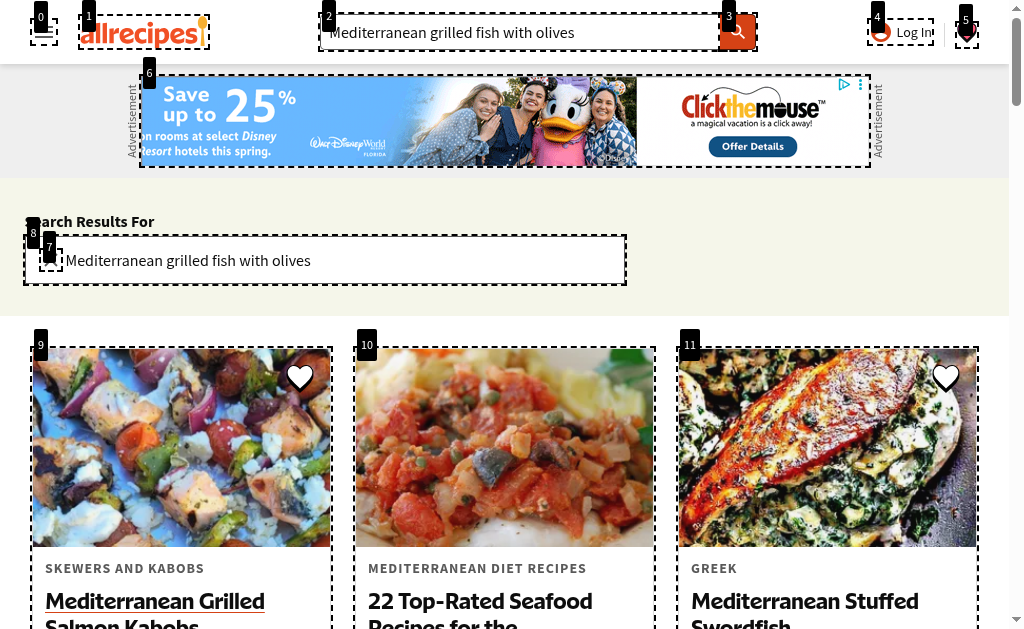 0
1
2
3
4
5
allrecipes
Mediterranean grilled fish with olives
Log In
6
Advertisement
Save
up to 25%
n rooms at select Disney
esort hotels this spring.
Walt Disney World
FLORIDA
©Disney
Clickthemouse™
a magical vacation is a click away!
Offer Details
Advertisement
Search Results For
8
7
Mediterranean grilled fish with olives
9
10
11
SKEWERS AND KABOBS
Mediterranean Grilled
Salmon Kabobs
MEDITERRANEAN DIET RECIPES
22 Top-Rated Seafood
Recipes for the
GREEK
Mediterranean Stuffed
Swordfish